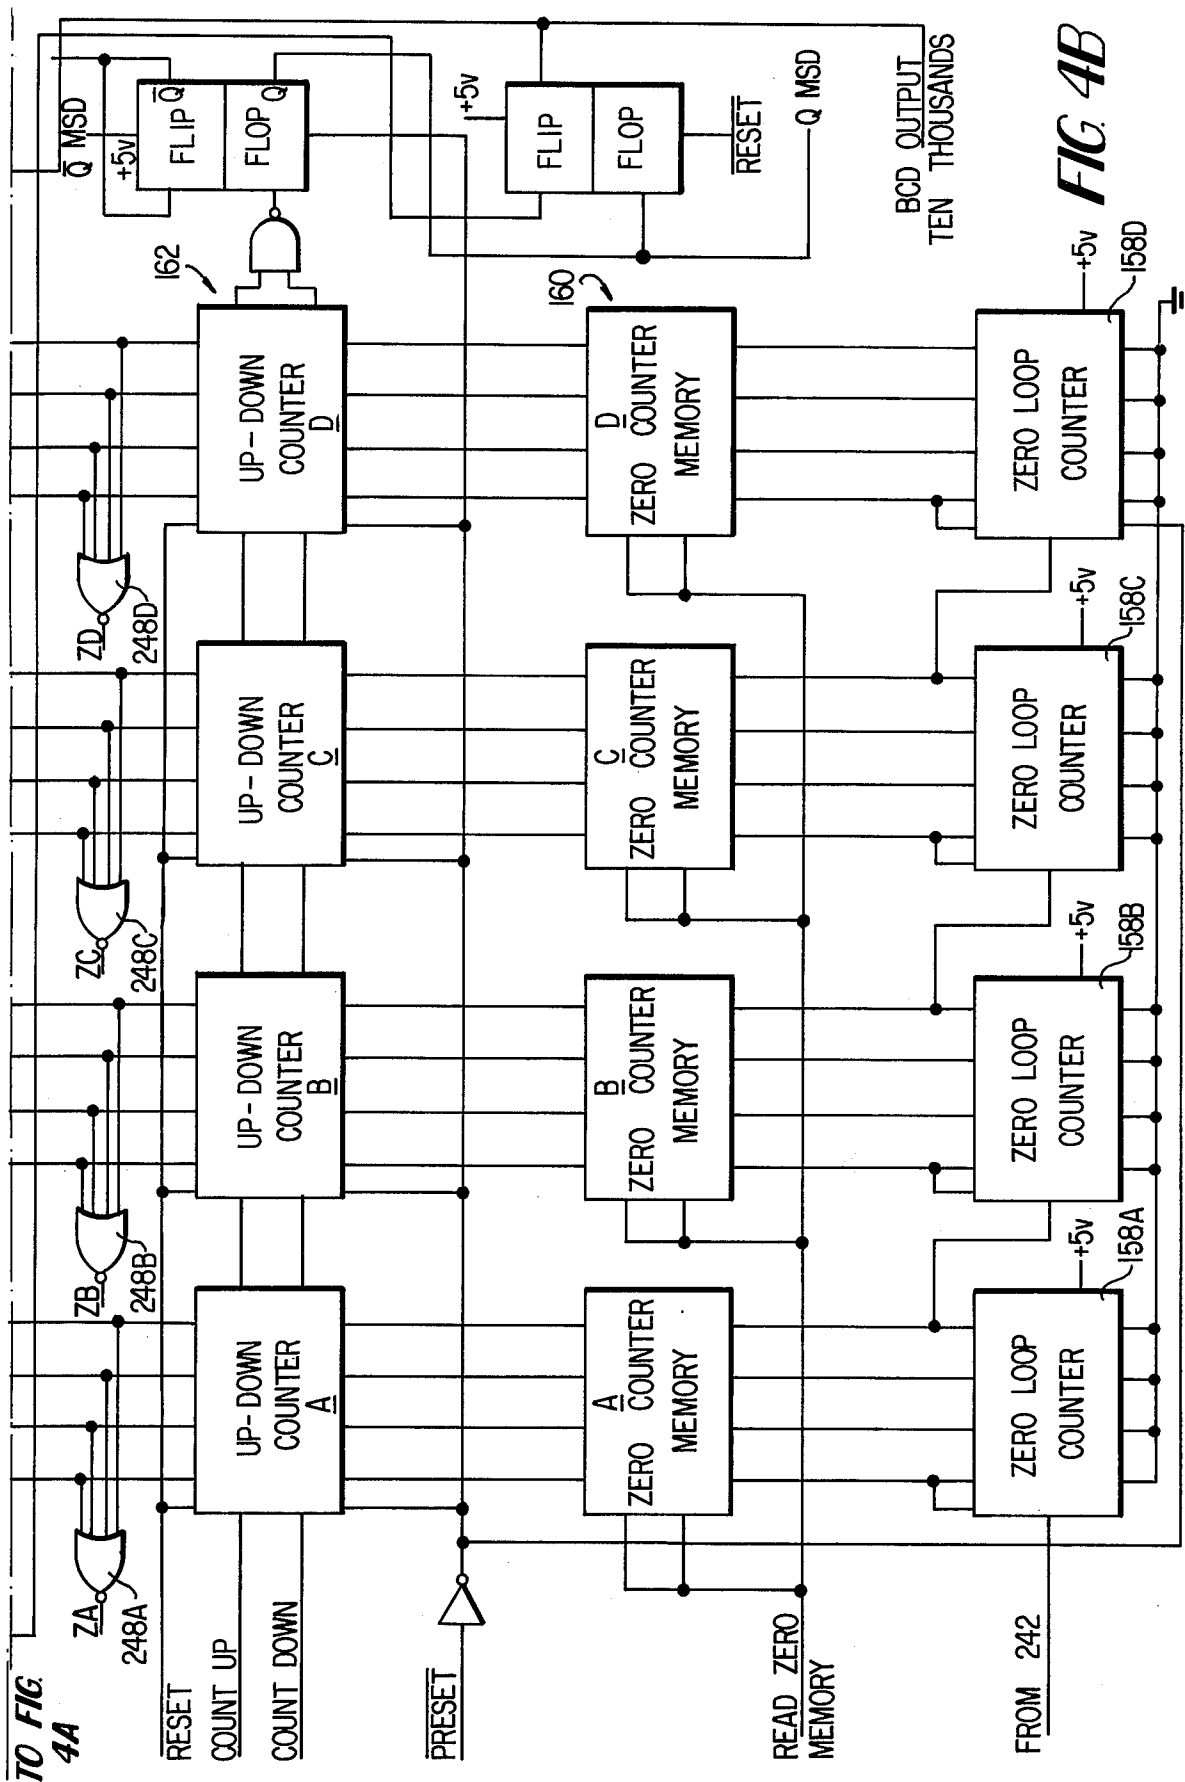 TO FIG.
4A
FIG. 4B
Q̅ MSD
+5v
Q̅
FLIP
Q
FLOP
+5v
FLIP
FLOP
R̅E̅S̅E̅T̅
Q MSD
BCD OUTPUT
TEN THOUSANDS
ZA
248A
ZB
248B
ZC
248C
ZD
248D
162
RESET
COUNT UP
COUNT DOWN
UP-DOWN
COUNTER
A
UP-DOWN
COUNTER
B
UP-DOWN
COUNTER
C
UP-DOWN
COUNTER
D
P̅R̅E̅S̅E̅T̅
160
A
ZERO COUNTER
MEMORY
B
ZERO COUNTER
MEMORY
C
ZERO COUNTER
MEMORY
D
ZERO COUNTER
MEMORY
READ ZERO
MEMORY
FROM 242
ZERO LOOP
COUNTER
+5v
158A
ZERO LOOP
COUNTER
+5v
158B
ZERO LOOP
COUNTER
+5v
158C
ZERO LOOP
COUNTER
+5v
158D